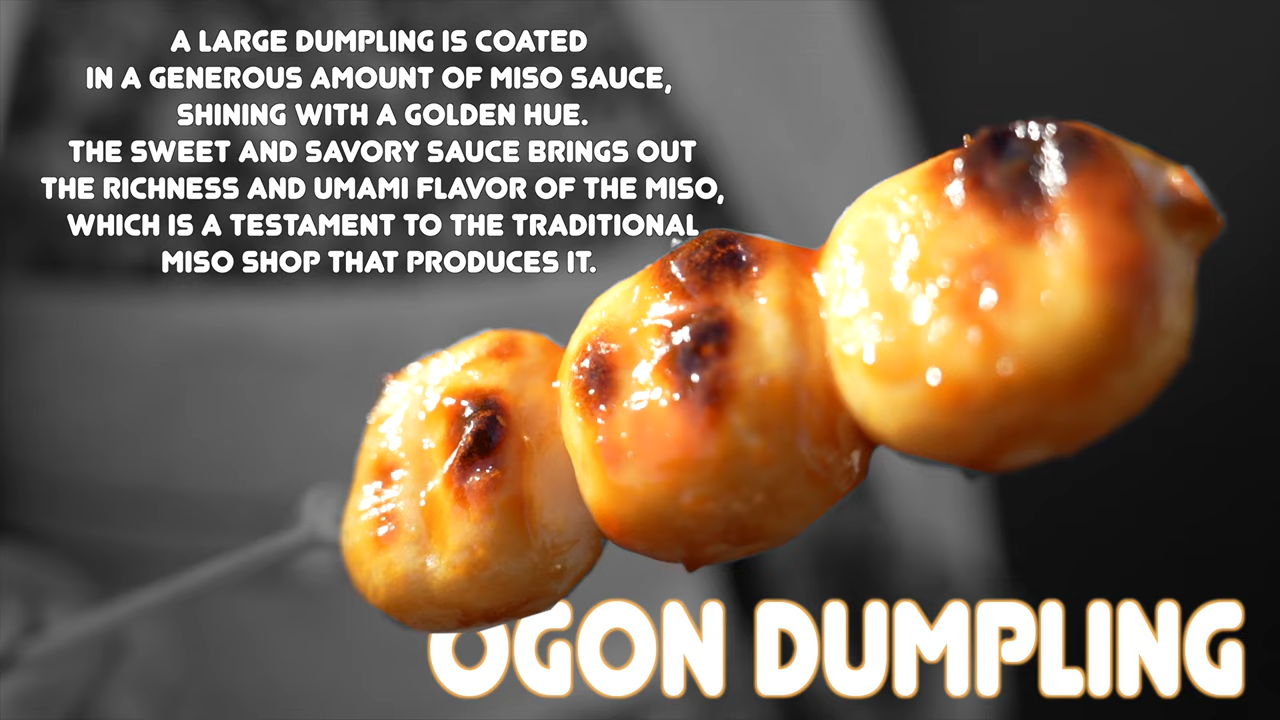 A LARGE DUMPLING IS COATED
IN A GENEROUS AMOUNT OF MISO SAUCE,
SHINING WITH A GOLDEN HUE.
THE SWEET AND SAVORY SAUCE BRINGS OUT
THE RICHNESS AND UMAMI FLAVOR OF THE MISO,
WHICH IS A TESTAMENT TO THE TRADITIONAL
MISO SHOP THAT PRODUCES IT.
OGON DUMPLING